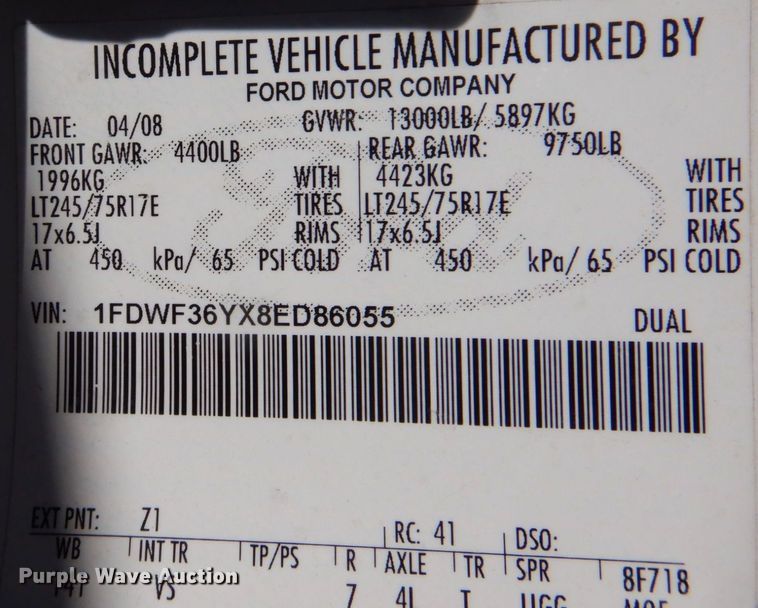 INCOMPLETE VEHICLE MANUFACTURED BY
FORD MOTOR COMPANY
DATE: 04/08 GVWR: 13000LB/ 5897KG
FRONT GAWR: 4400LB REAR GAWR: 9750LB
1996KG WITH 4423KG WITH
LT245/75R17E TIRES LT245/75R17E TIRES
17x6.5J RIMS 17x6.5J RIMS
AT 450 kPa/ 65 PSI COLD AT 450 kPa/ 65 PSI COLD
VIN: 1FDWF36YX8ED86055 DUAL
EXT PNT: Z1 RC: 41 DSO:
WB INT TR TP/PS R AXLE TR SPR 8F718
VS 7 4L T
Purple Wave Auction